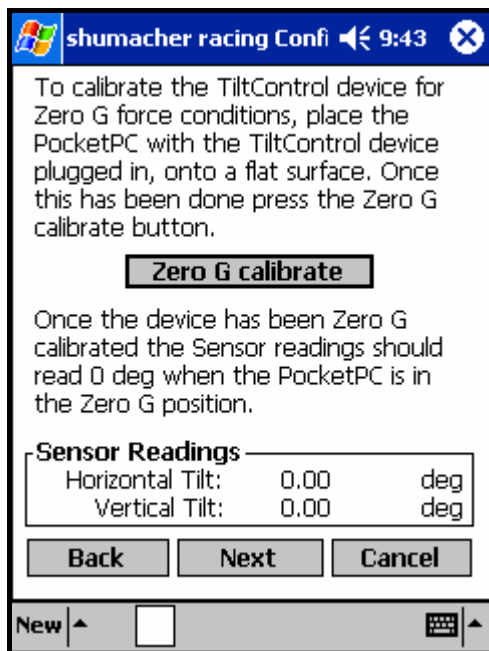 shumacher racing Confi 9:43
To calibrate the TiltControl device for
Zero G force conditions, place the
PocketPC with the TiltControl device
plugged in, onto a flat surface. Once
this has been done press the Zero G
calibrate button.
Zero G calibrate
Once the device has been Zero G
calibrated the Sensor readings should
read 0 deg when the PocketPC is in
the Zero G position.
Sensor Readings
Horizontal Tilt: 0.00 deg
Vertical Tilt: 0.00 deg
Back Next Cancel
New